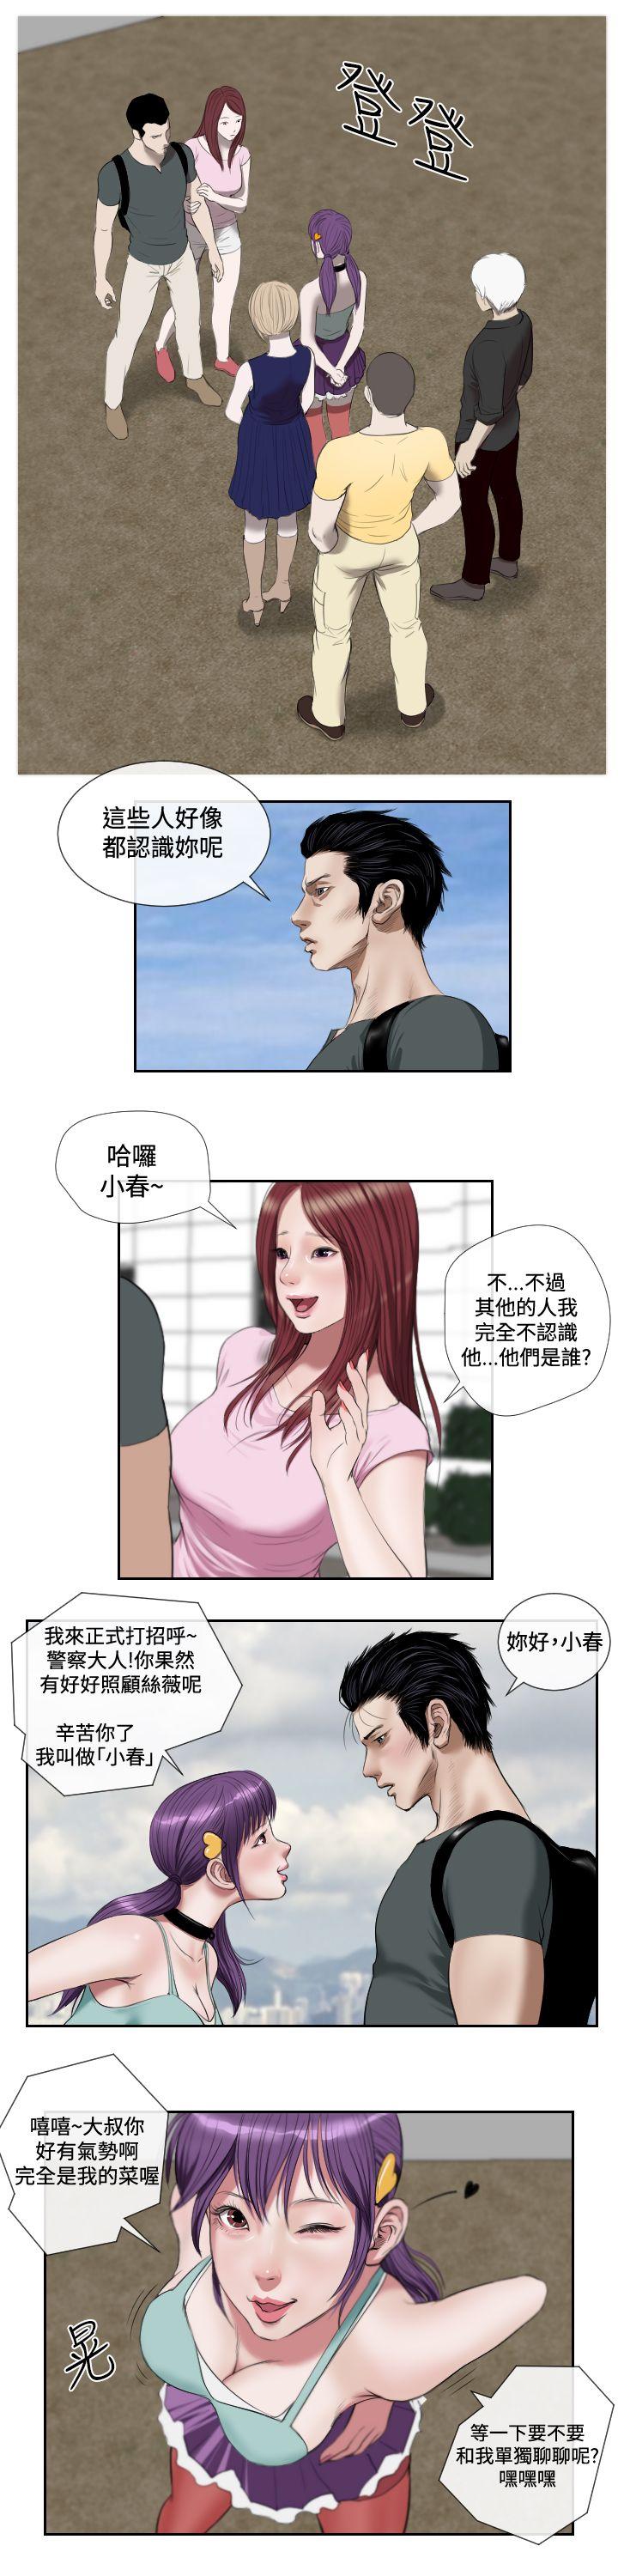 登登
這些人好像
都認識妳呢
哈囉
小春~
不...不過
其他的人我
完全不認識
他...他們是誰?
我來正式打招呼~
警察大人!你果然
有好好照顧絲薇呢
辛苦你了
我叫做「小春」
妳好,小春
嘻嘻~大叔你
好有氣勢啊
完全是我的菜喔
晃
等一下要不要
和我單獨聊聊呢?
嘿嘿嘿